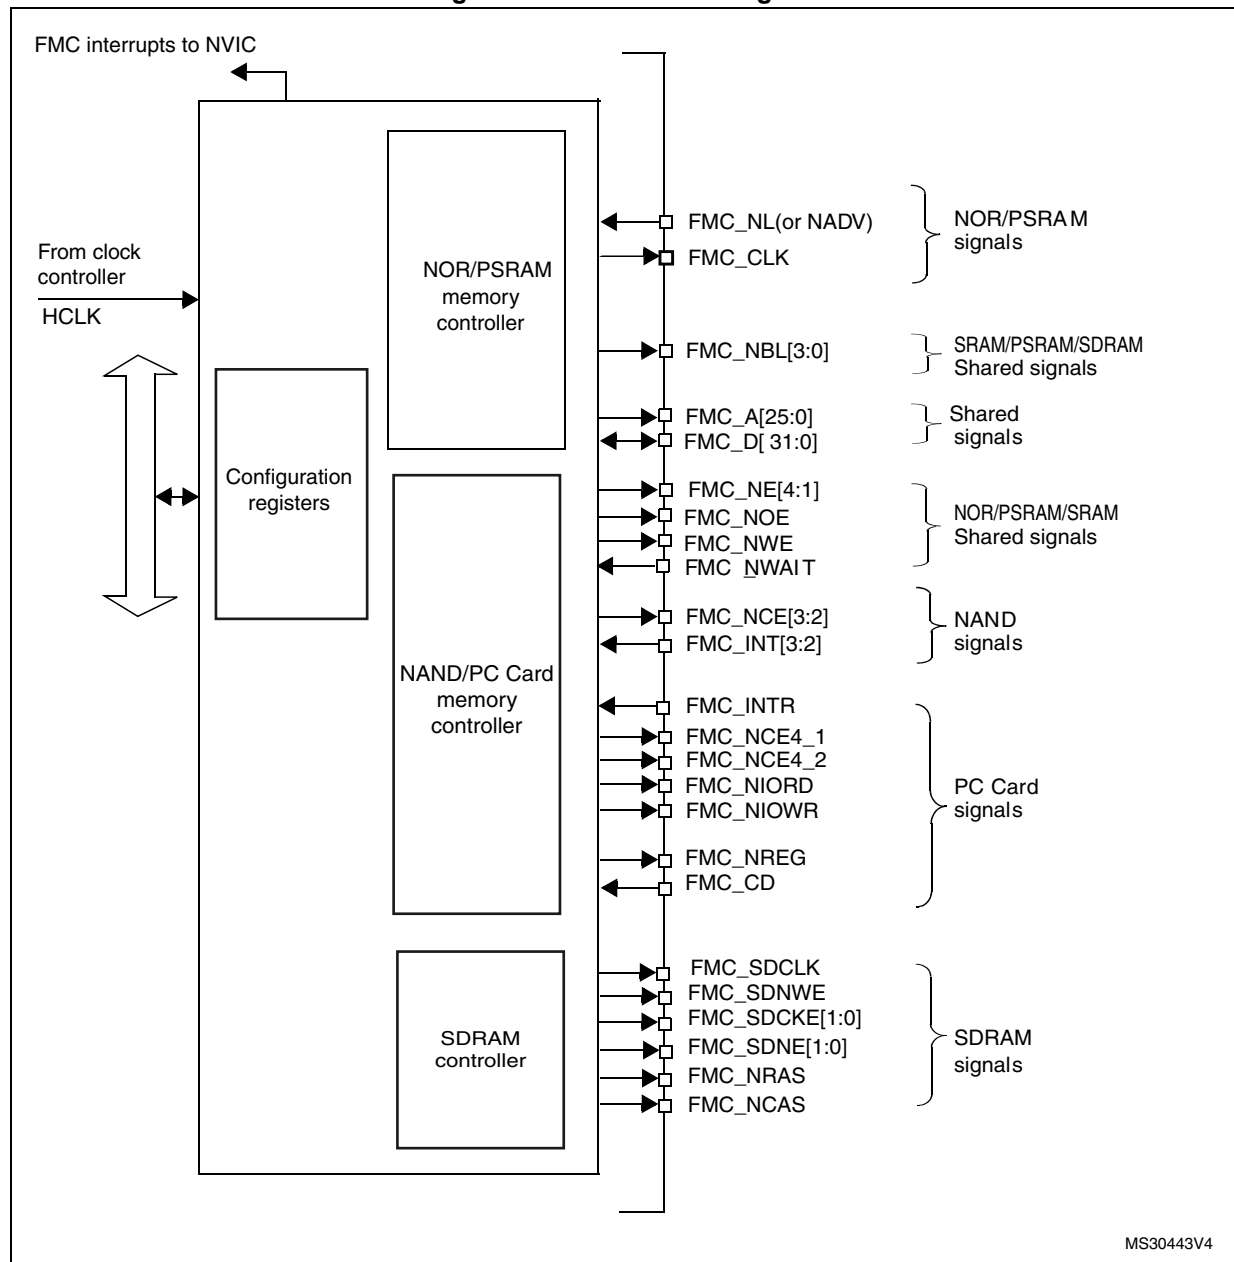 FMC interrupts to NVIC
From clock
controller
HCLK
Configuration
registers
NOR/PSRAM
memory
controller
NAND/PC Card
memory
controller
SDRAM
controller
FMC_NL(or NADV)
FMC_CLK
NOR/PSRAM
signals
FMC_NBL[3:0]
SRAM/PSRAM/SDRAM
Shared signals
FMC_A[25:0]
FMC_D[ 31:0]
Shared
signals
FMC_NE[4:1]
FMC_NOE
FMC_NWE
FMC NWAIT
NOR/PSRAM/SRAM
Shared signals
FMC_NCE[3:2]
FMC_INT[3:2]
NAND
signals
FMC_INTR
FMC_NCE4_1
FMC_NCE4_2
FMC_NIORD
FMC_NIOWR
FMC_NREG
FMC_CD
PC Card
signals
FMC_SDCLK
FMC_SDNWE
FMC_SDCKE[1:0]
FMC_SDNE[1:0]
FMC_NRAS
FMC_NCAS
SDRAM
signals
MS30443V4